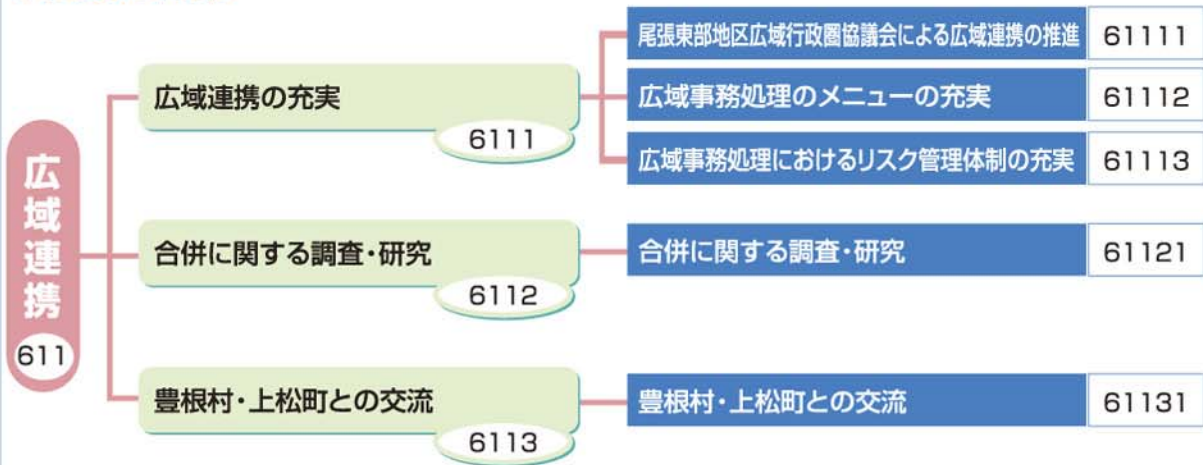 広域連携
611
広域連携の充実
6111
尾張東部地区広域行政圏協議会による広域連携の推進 61111
広域事務処理のメニューの充実 61112
広域事務処理におけるリスク管理体制の充実 61113
合併に関する調査・研究
6112
合併に関する調査・研究 61121
豊根村・上松町との交流
6113
豊根村・上松町との交流 61131